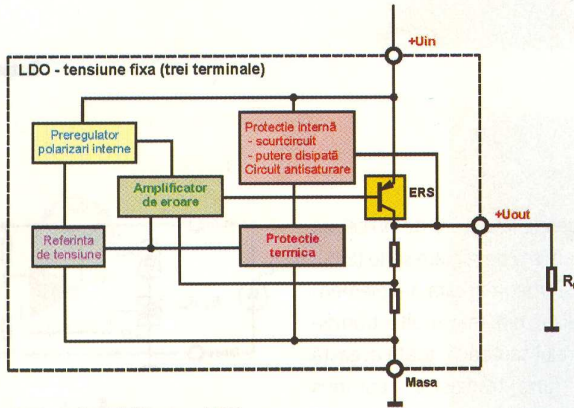 +Uin
LDO - tensiune fixa (trei terminale)
Preregulator
polarizari interne
Protectie internă
- scurtcircuit
- putere disipată
Circuit antisaturare
Amplificator
de eroare
ERS
+Uout
Referinta
de tensiune
Protectie
termica
Masa